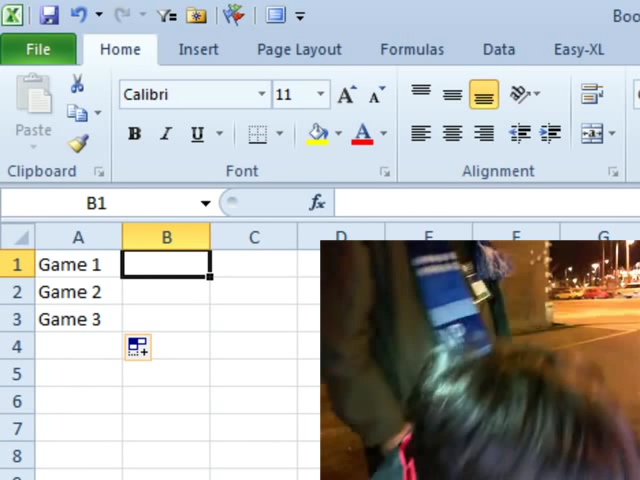 Boo
File Home Insert Page Layout Formulas Data Easy-XL
Calibri 11 A A
Paste B I U A a
Clipboard Font Alignment
B1 fx
A B C D E F G
1 Game 1
2 Game 2
3 Game 3
4
5
6
7
8